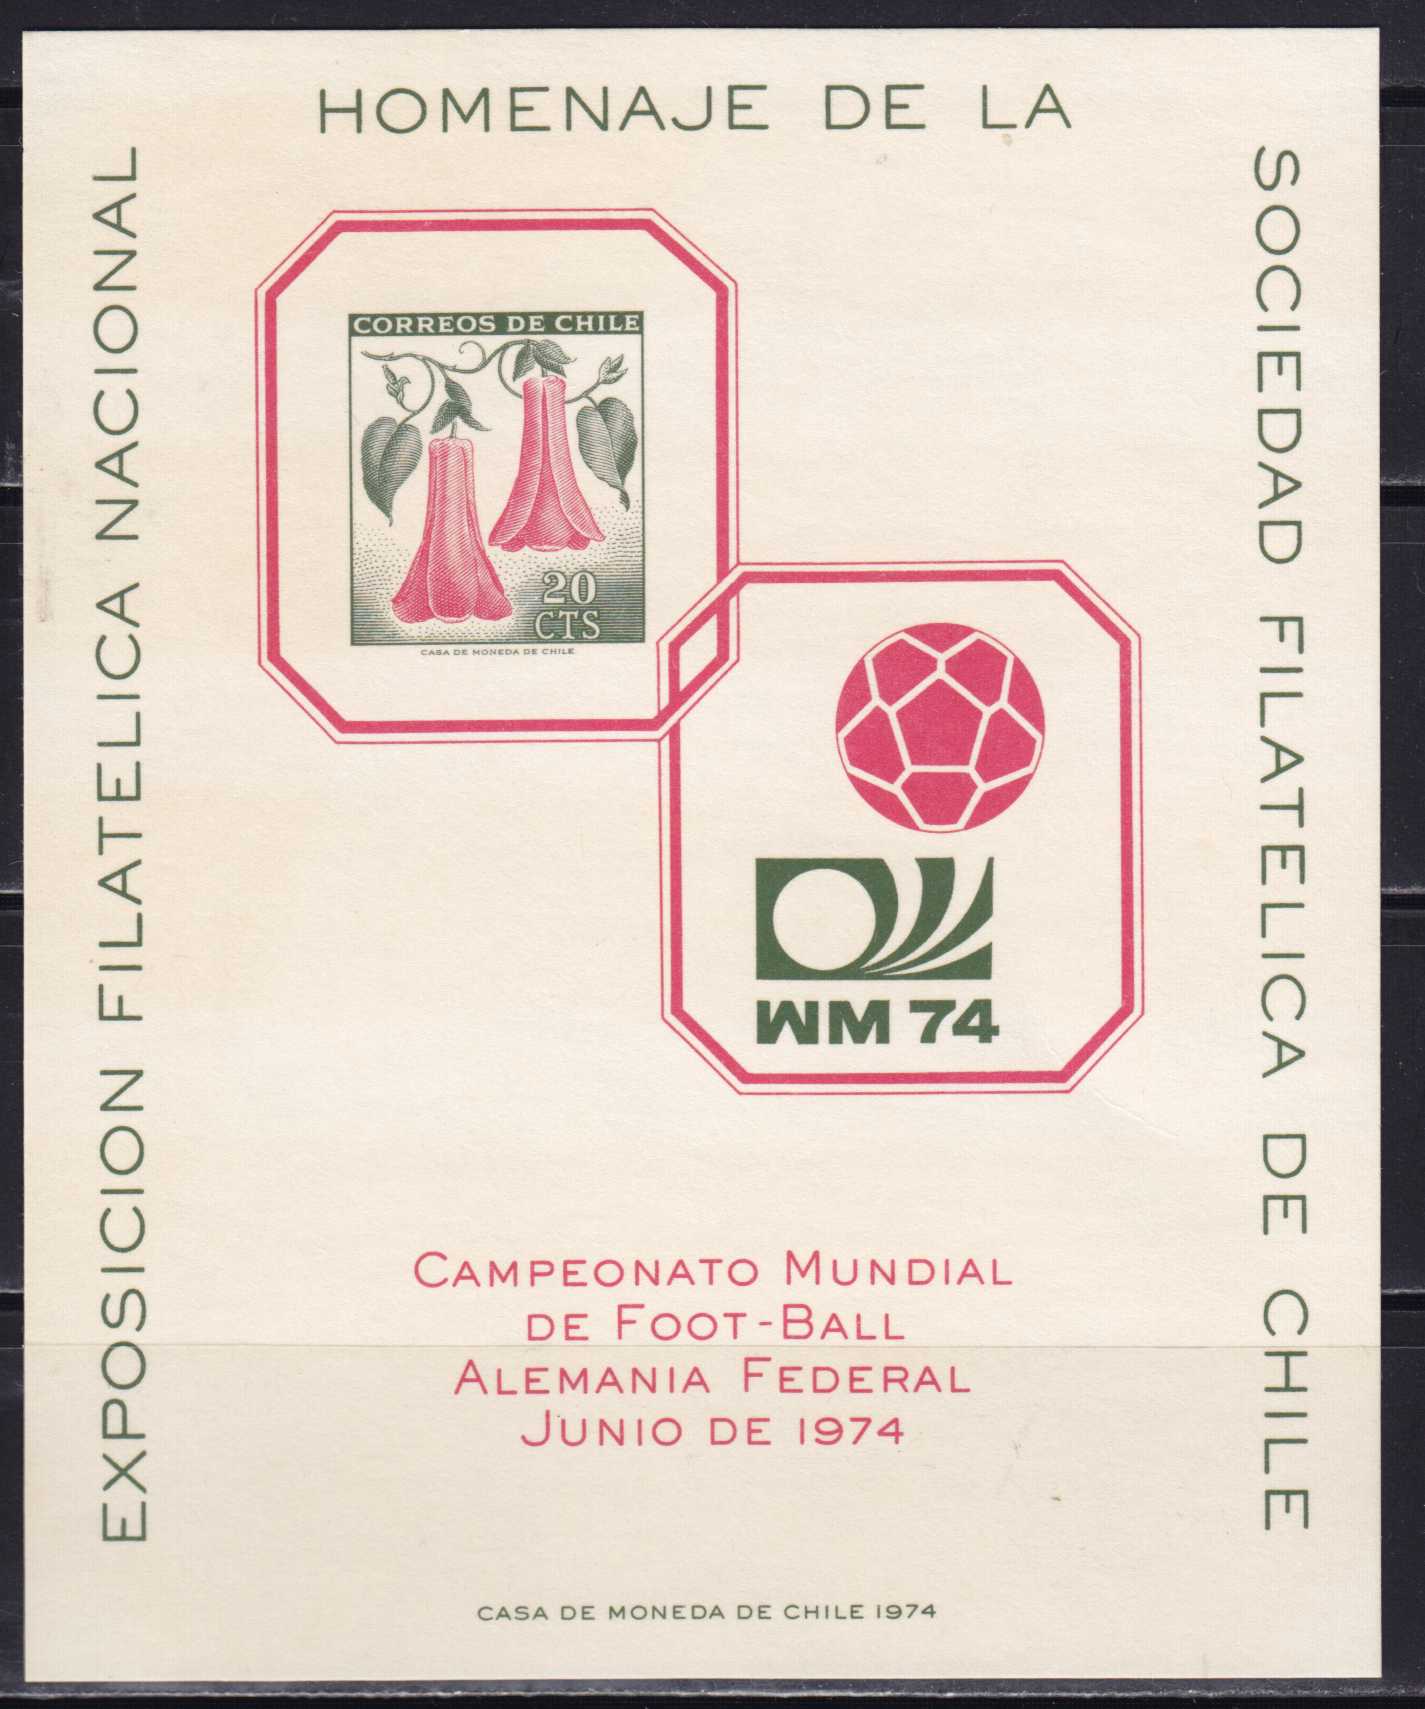 HOMENAJE DE LA
SOCIEDAD FILATELICA DE CHILE
EXPOSICION FILATELICA NACIONAL
CORREOS DE CHILE
20
CTS
CASA DE MONEDA DE CHILE
WM 74
CAMPEONATO MUNDIAL
DE FOOT-BALL
ALEMANIA FEDERAL
JUNIO DE 1974
CASA DE MONEDA DE CHILE 1974